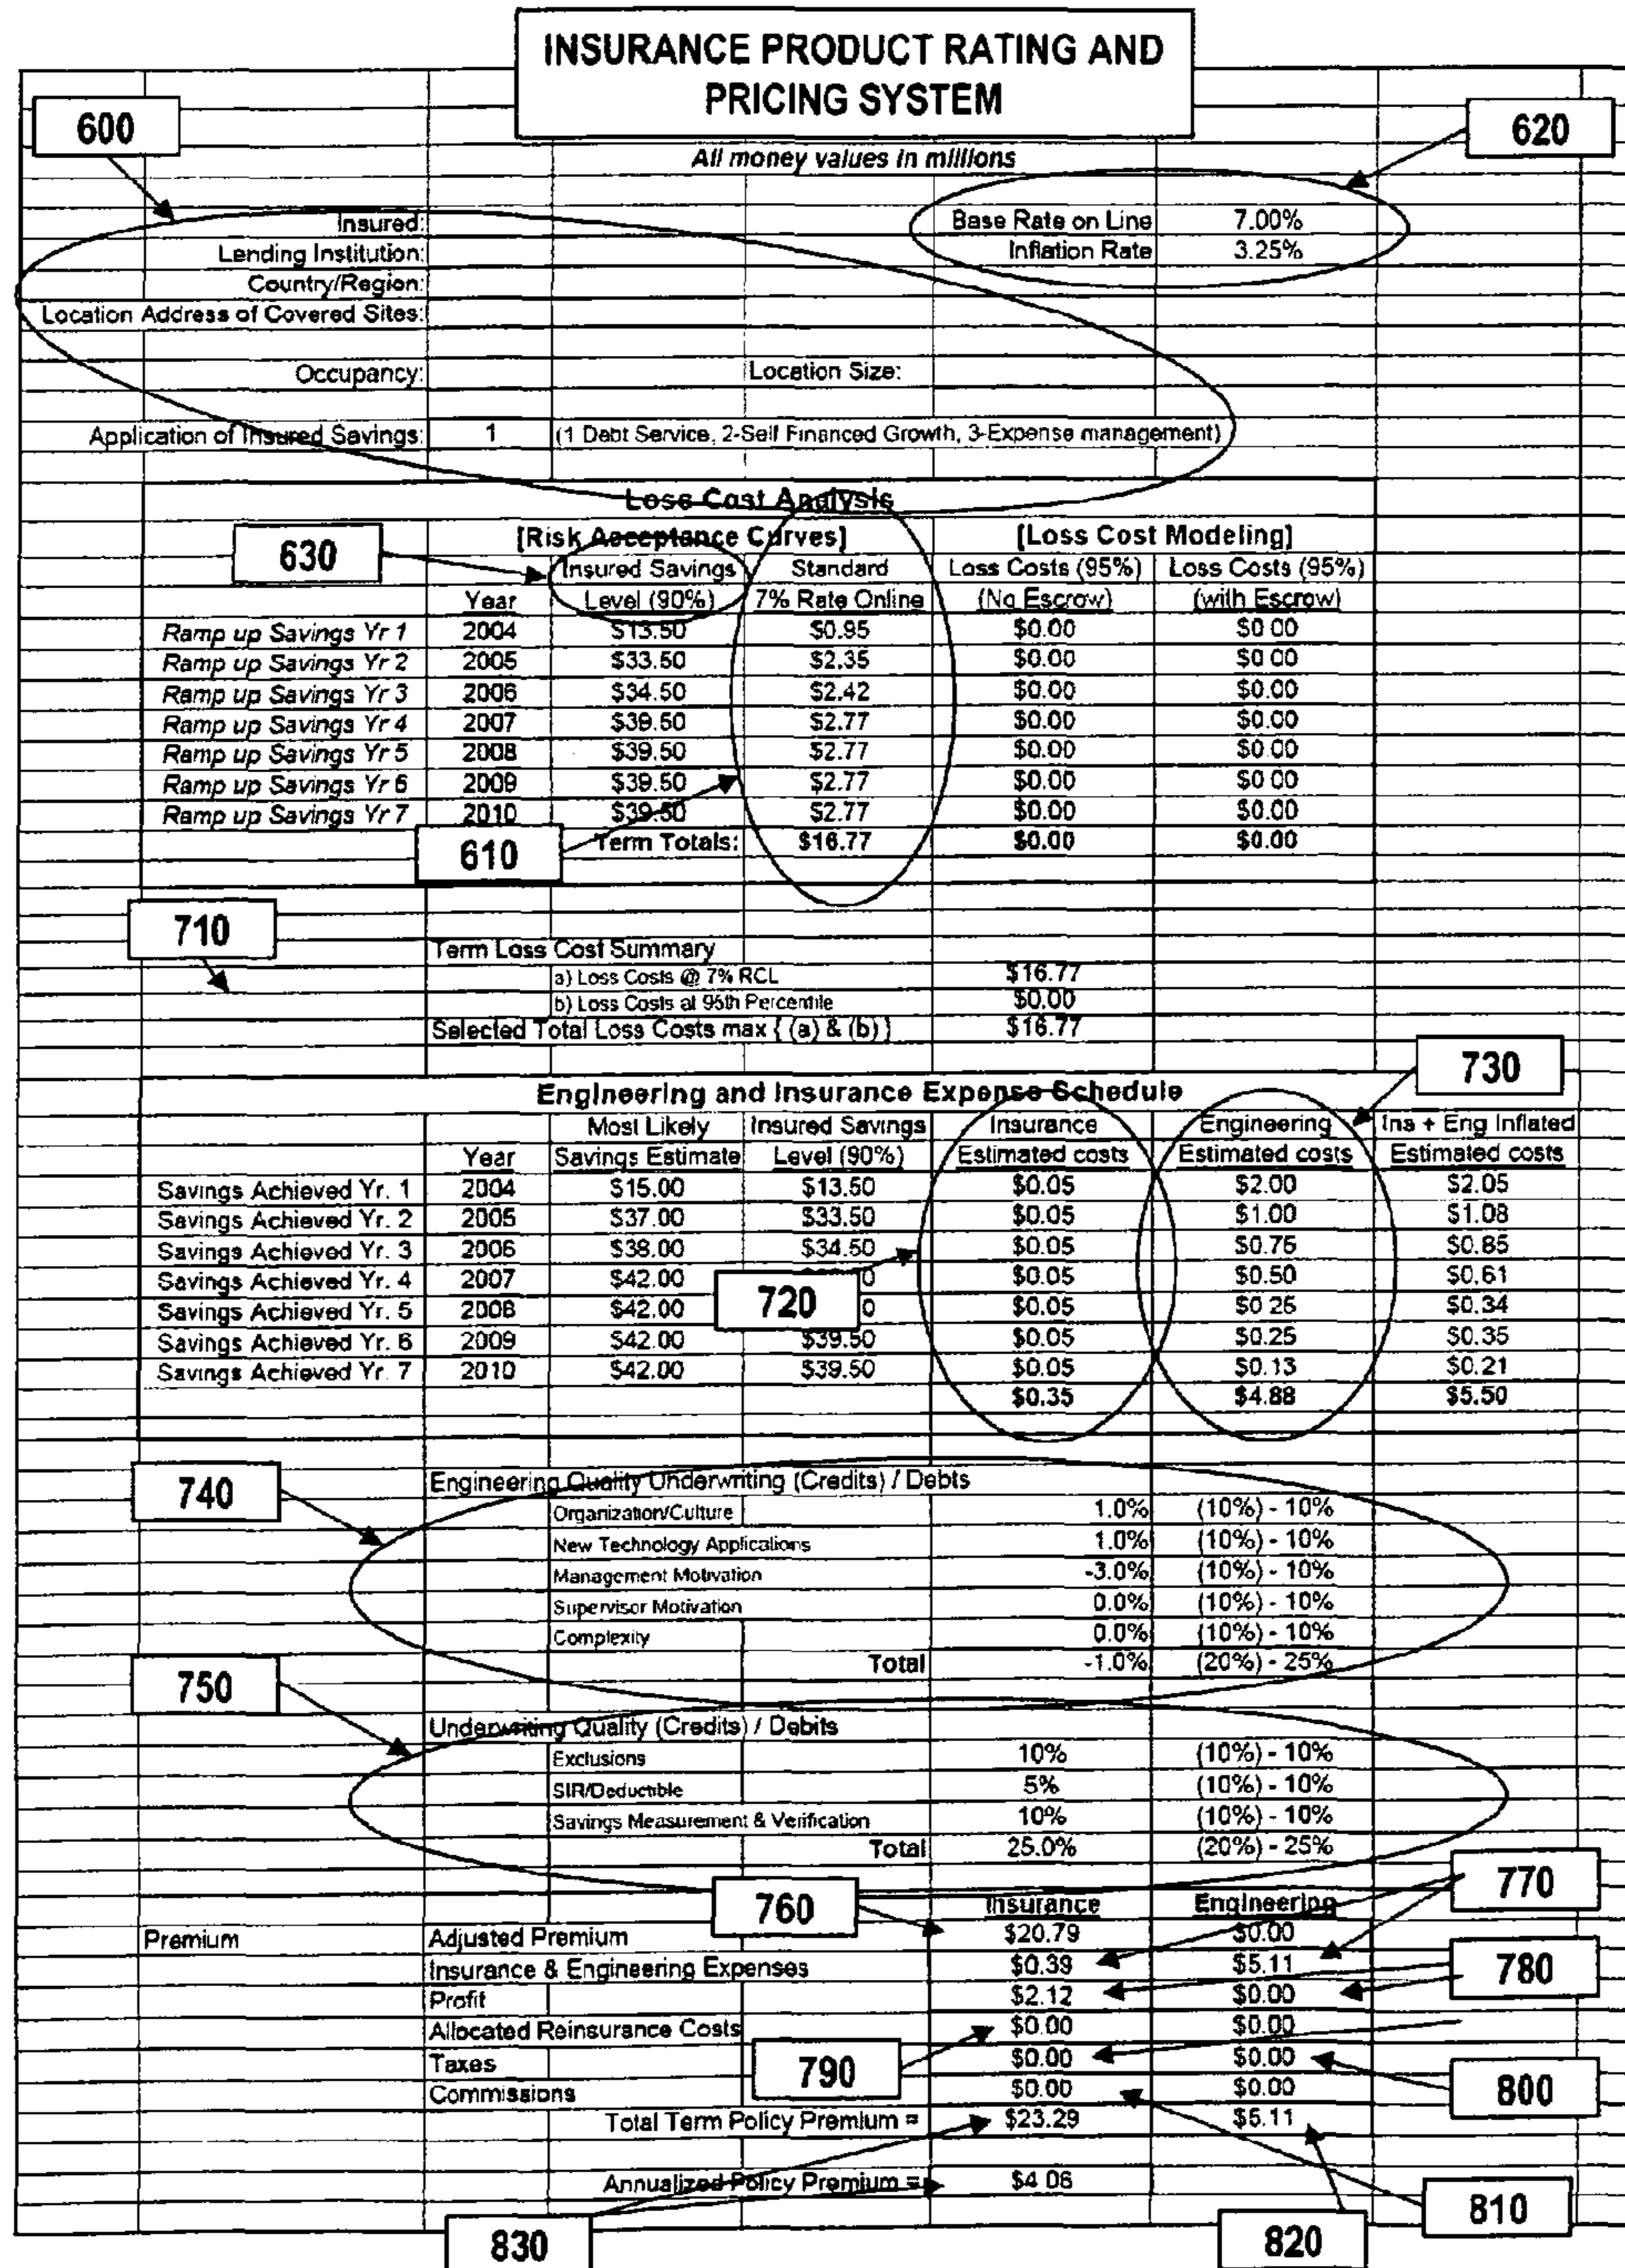 INSURANCE PRODUCT RATING AND
PRICING SYSTEM
600
620
All money values in millions
Insured: Base Rate on Line 7.00%
Lending Institution: Inflation Rate 3.25%
Country/Region:
Location Address of Covered Sites:
Occupancy: Location Size:
Application of Insured Savings: 1 (1 Debt Service, 2-Self Financed Growth, 3-Expense management)
Loss Cost Analysis
630 [Risk Acceptance Curves] [Loss Cost Modeling]
Insured Savings Standard Loss Costs (95%) Loss Costs (95%)
Year Level (90%) 7% Rate Online (No Escrow) (with Escrow)
Ramp up Savings Yr 1 2004 $13.50 $0.95 $0.00 $0 00
Ramp up Savings Yr 2 2005 $33.50 $2.35 $0.00 $0 00
Ramp up Savings Yr 3 2006 $34.50 $2.42 $0.00 $0.00
Ramp up Savings Yr 4 2007 $39.50 $2.77 $0.00 $0.00
Ramp up Savings Yr 5 2008 $39.50 $2.77 $0.00 $0 00
Ramp up Savings Yr 6 2009 $39.50 $2.77 $0.00 $0 00
Ramp up Savings Yr 7 2010 $39.50 $2.77 $0.00 $0.00
610 Term Totals: $16.77 $0.00 $0.00
710
Term Loss Cost Summary
a) Loss Costs @ 7% RCL $16.77
b) Loss Costs at 95th Percentile $0.00
Selected Total Loss Costs max { (a) & (b) } $16.77
730
Engineering and Insurance Expense Schedule
Most Likely Insured Savings Insurance Engineering Ins + Eng Inflated
Year Savings Estimate Level (90%) Estimated costs Estimated costs Estimated costs
Savings Achieved Yr. 1 2004 $15.00 $13.50 $0.05 $2.00 $2.05
Savings Achieved Yr. 2 2005 $37.00 $33.50 $0.05 $1.00 $1.08
Savings Achieved Yr. 3 2006 $38.00 $34.50 $0.05 $0.75 $0.85
Savings Achieved Yr. 4 2007 $42.00 0 $0.05 $0.50 $0.61
720
Savings Achieved Yr. 5 2008 $42.00 0 $0.05 $0 25 $0.34
Savings Achieved Yr. 6 2009 $42.00 $39.50 $0.05 $0.25 $0.35
Savings Achieved Yr. 7 2010 $42.00 $39.50 $0.05 $0.13 $0.21
$0.35 $4.88 $5.50
740
Engineering Quality Underwriting (Credits) / Debts
Organization/Culture 1.0% (10%) - 10%
New Technology Applications 1.0% (10%) - 10%
Management Motivation -3.0% (10%) - 10%
Supervisor Motivation 0.0% (10%) - 10%
Complexity 0.0% (10%) - 10%
Total -1.0% (20%) - 25%
750
Underwriting Quality (Credits) / Debits
Exclusions 10% (10%) - 10%
SIR/Deductible 5% (10%) - 10%
Savings Measurement & Verification 10% (10%) - 10%
Total 25.0% (20%) - 25%
770
760 Insurance Engineering
Premium Adjusted Premium $20.79 $0.00
Insurance & Engineering Expenses $0.39 $5.11
780
Profit $2.12 $0.00
Allocated Reinsurance Costs $0.00 $0.00
Taxes $0.00 $0.00
790
800
Commissions $0.00 $0.00
Total Term Policy Premium = $23.29 $5.11
Annualized Policy Premium = $4 06
810
830
820